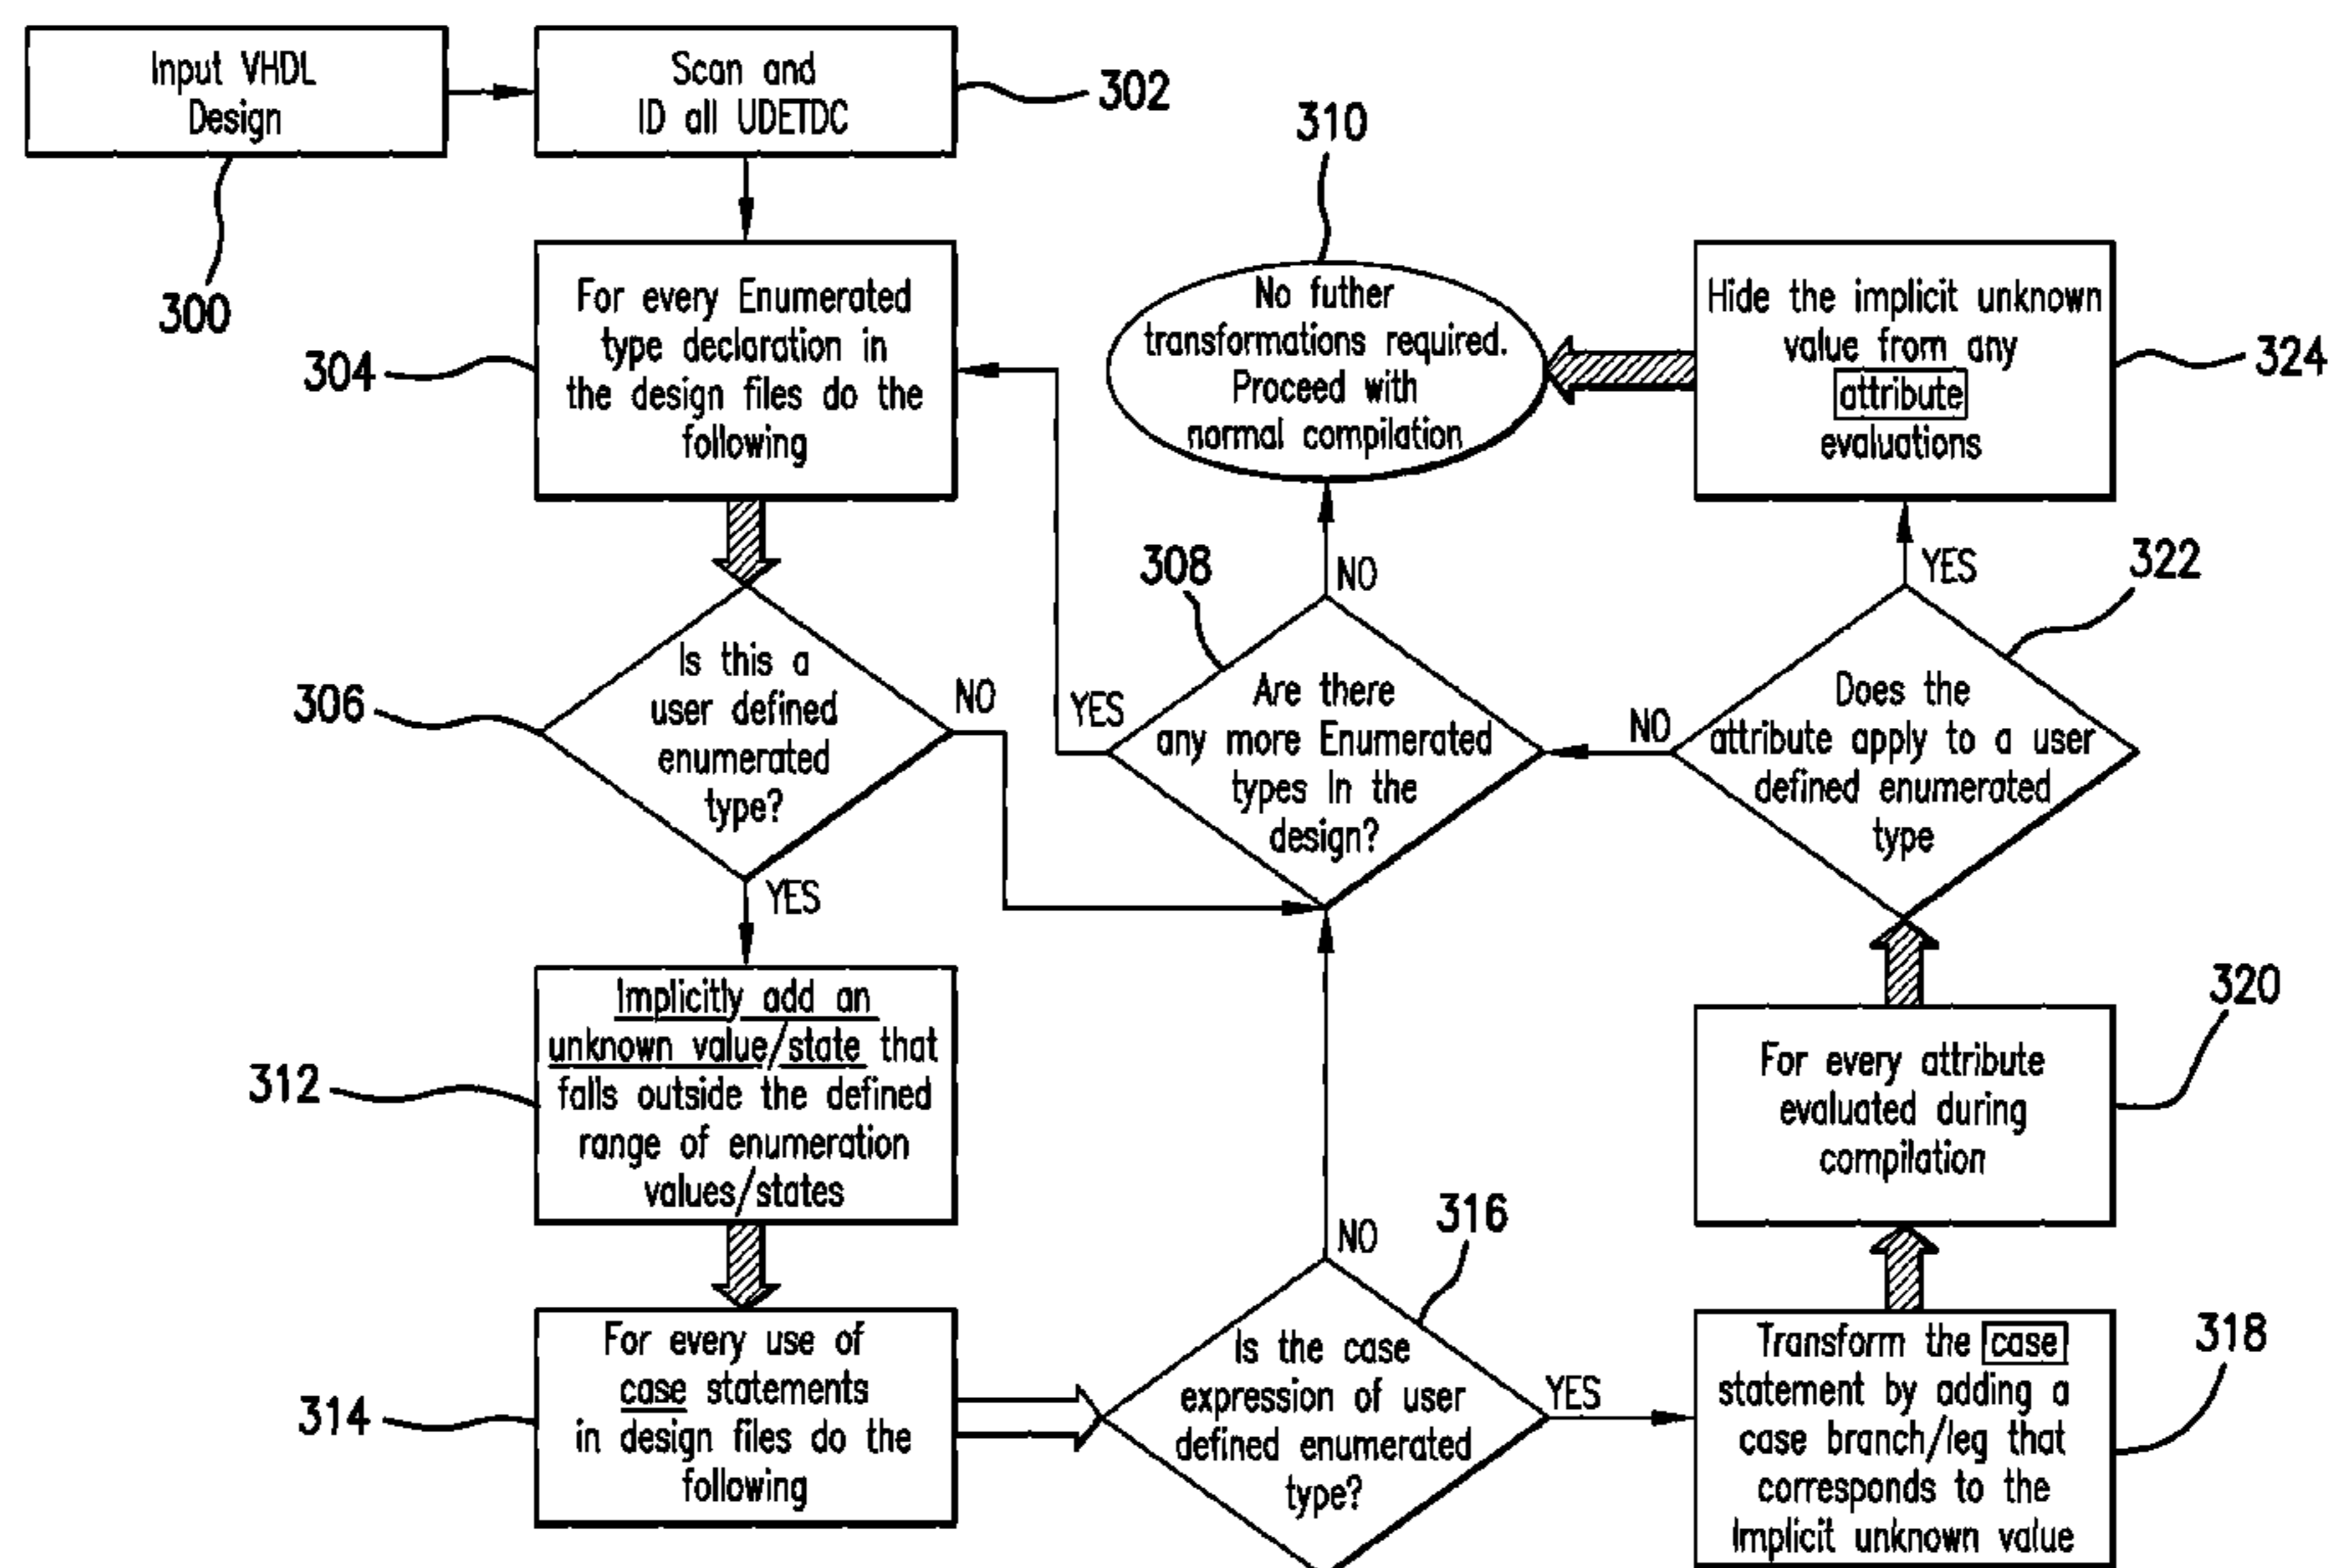 Input VHDL
Design
300
Scan and
ID all UDETDC
302
304
For every Enumerated
type declaration in
the design files do the
following
306
Is this a
user defined
enumerated
type?
NO
YES
308
Are there
any more Enumerated
types In the
design?
YES
NO
310
No futher
transformations required.
Proceed with
normal compilation
312
Implicitly add an
unknown value/state that
falls outside the defined
range of enumeration
values/states
314
For every use of
case statements
in design files do the
following
316
Is the case
expression of user
defined enumerated
type?
NO
YES
318
Transform the case
statement by adding a
case branch/leg that
corresponds to the
Implicit unknown value
320
For every attribute
evaluated during
compilation
322
Does the
attribute apply to a user
defined enumerated
type
NO
YES
324
Hide the implicit unknown
value from any
attribute
evaluations